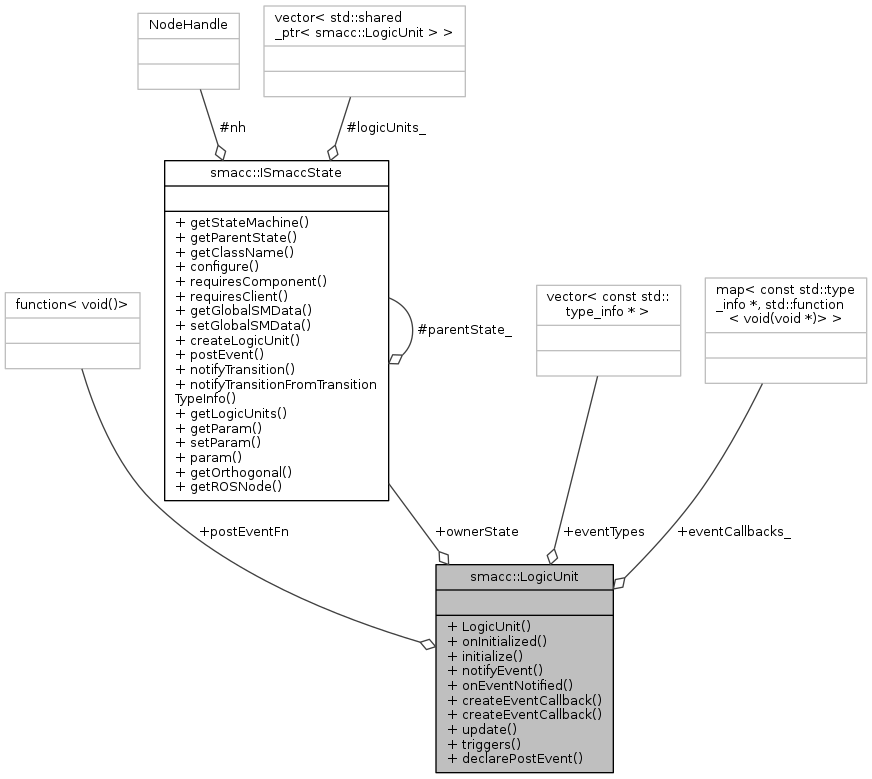 NodeHandle
vector< std::shared
_ptr< smacc::LogicUnit > >
#nh
#logicUnits_
smacc::ISmaccState
+ getStateMachine()
+ getParentState()
+ getClassName()
+ configure()
+ requiresComponent()
+ requiresClient()
+ getGlobalSMData()
+ setGlobalSMData()
+ createLogicUnit()
+ postEvent()
+ notifyTransition()
+ notifyTransitionFromTransition
TypeInfo()
+ getLogicUnits()
+ getParam()
+ setParam()
+ param()
+ getOrthogonal()
+ getROSNode()
#parentState_
function< void()>
vector< const std::
type_info * >
map< const std::type
_info *, std::function
< void(void *)> >
+postEventFn
+ownerState
+eventTypes
+eventCallbacks_
smacc::LogicUnit
+ LogicUnit()
+ onInitialized()
+ initialize()
+ notifyEvent()
+ onEventNotified()
+ createEventCallback()
+ createEventCallback()
+ update()
+ triggers()
+ declarePostEvent()